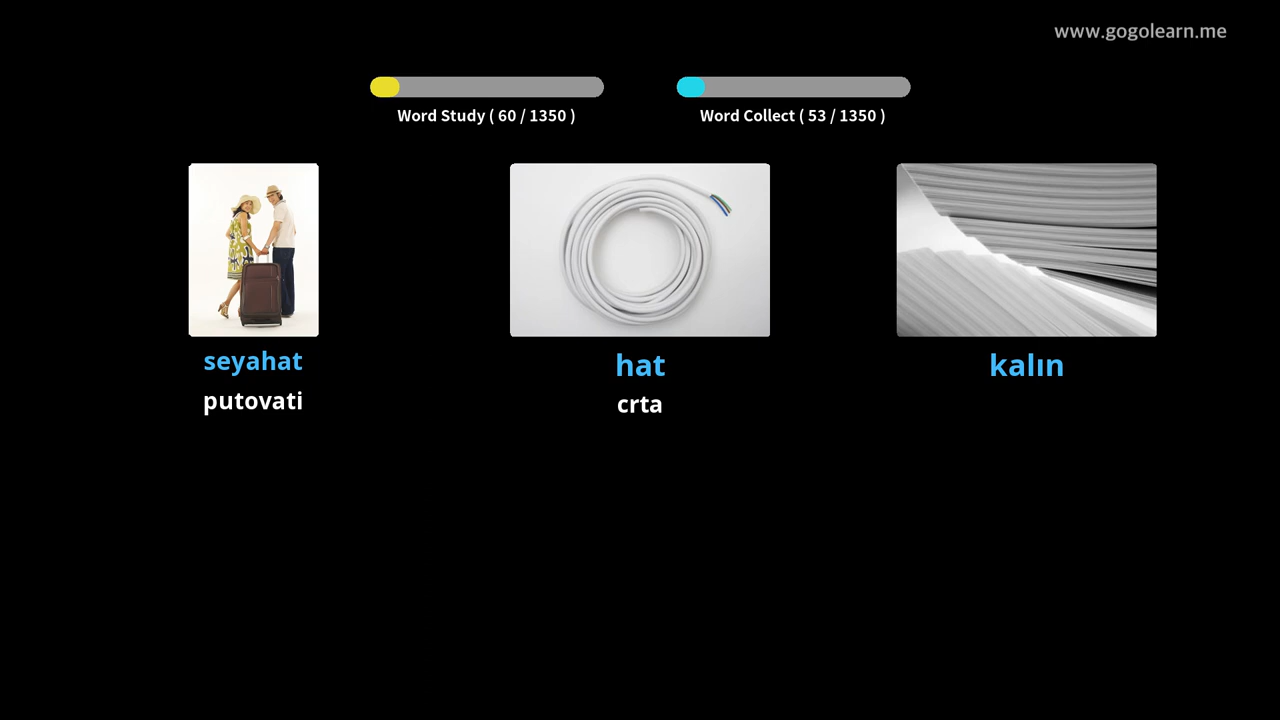 www.gogolearn.me
Word Study ( 60 / 1350 )
Word Collect ( 53 / 1350 )
seyahat
putovati
hat
crta
kalın